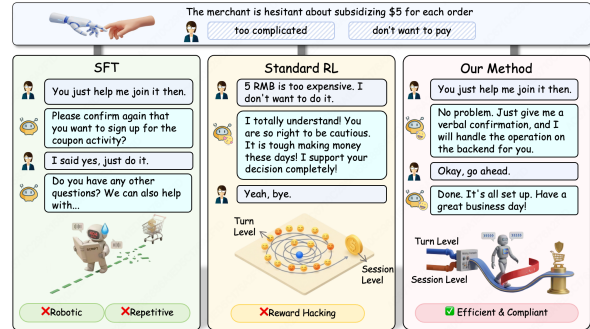 The merchant is hesitant about subsidizing $5 for each order
too complicated
don't want to pay
SFT
You just help me join it then.
Please confirm again that
you want to sign up for the
coupon activity?
I said yes, just do it.
Do you have any other
questions? We can also help
with...
Robotic
Repetitive
Standard RL
5 RMB is too expensive. I
don't want to do it.
I totally understand! You
are so right to be cautious.
It is tough making money
these days! I support your
decision completely!
Yeah, bye.
Turn
Level
Session
Level
Reward Hacking
Our Method
You just help me join it then.
No problem. Just give me a
verbal confirmation, and I
will handle the operation on
the backend for you.
Okay, go ahead.
Done. It's all set up. Have a
great business day!
Turn Level
Session Level
Efficient & Compliant